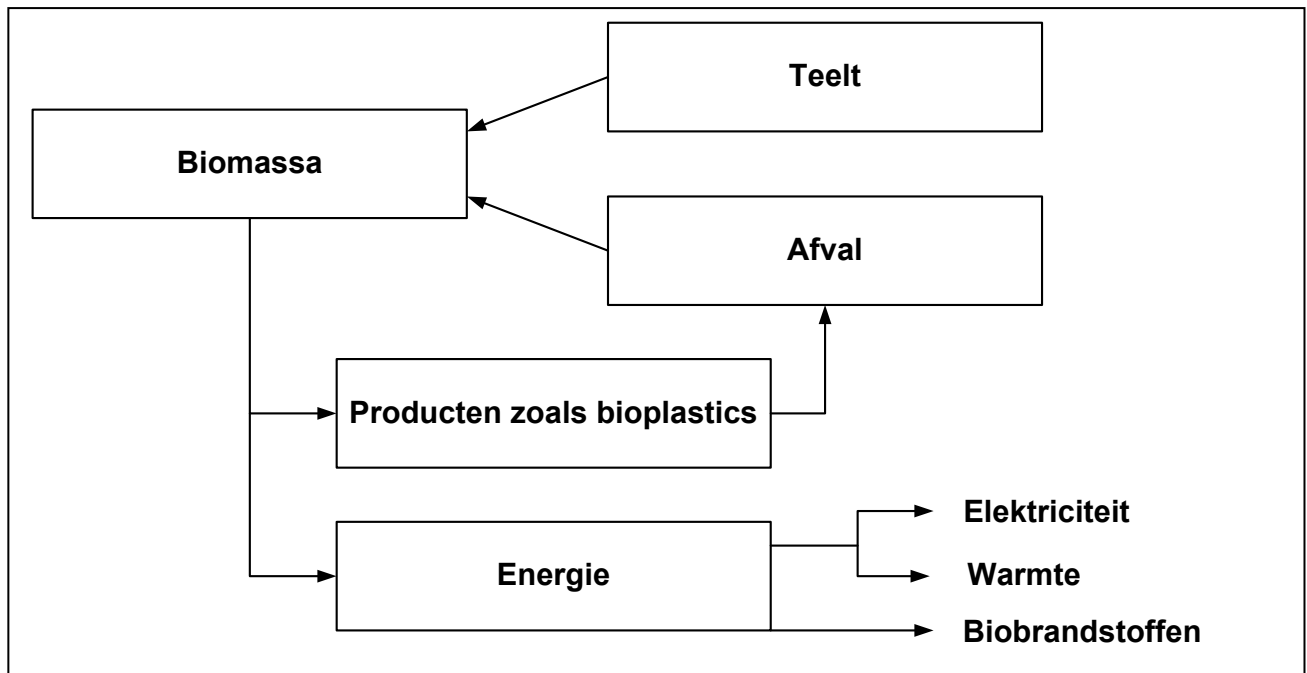 Teelt
Biomassa
Afval
Producten zoals bioplastics
Elektriciteit
Energie
Warmte
Biobrandstoffen